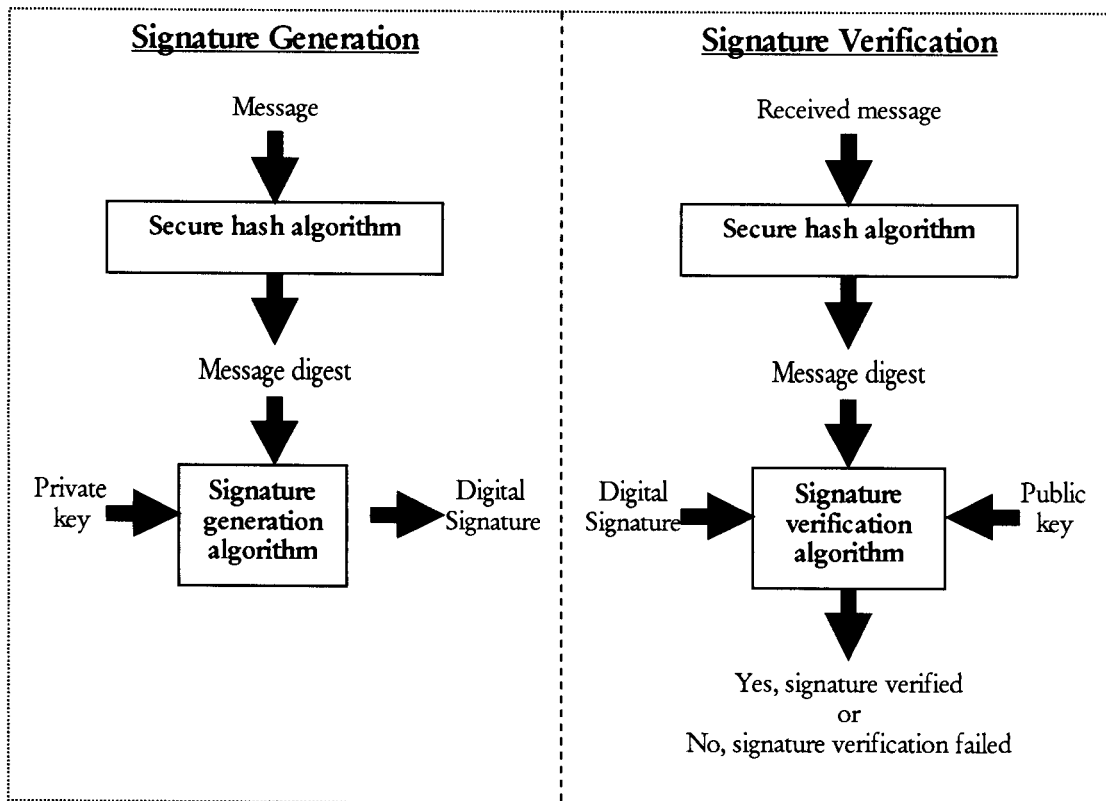 Signature Generation
Message
Secure hash algorithm
Message digest
Private
key
Signature
generation
algorithm
Digital
Signature
Signature Verification
Received message
Secure hash algorithm
Message digest
Digital
Signature
Signature
verification
algorithm
Public
key
Yes, signature verified
or
No, signature verification failed